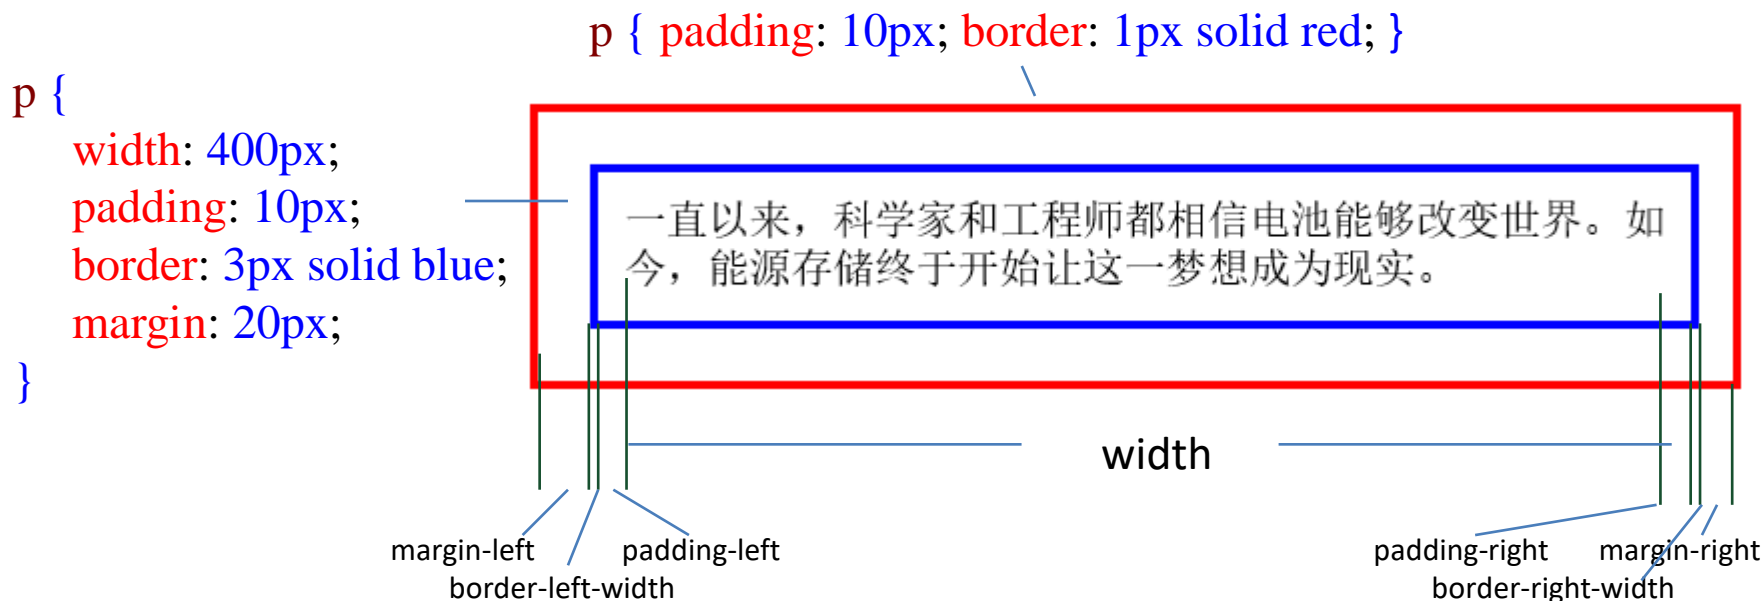 p { padding: 10px; border: 1px solid red; }
p {
width: 400px;
padding: 10px;
border: 3px solid blue;
margin: 20px;
}
一直以来，科学家和工程师都相信电池能够改变世界。如
今，能源存储终于开始让这一梦想成为现实。
width
margin-left
padding-left
padding-right
margin-right
border-left-width
border-right-width